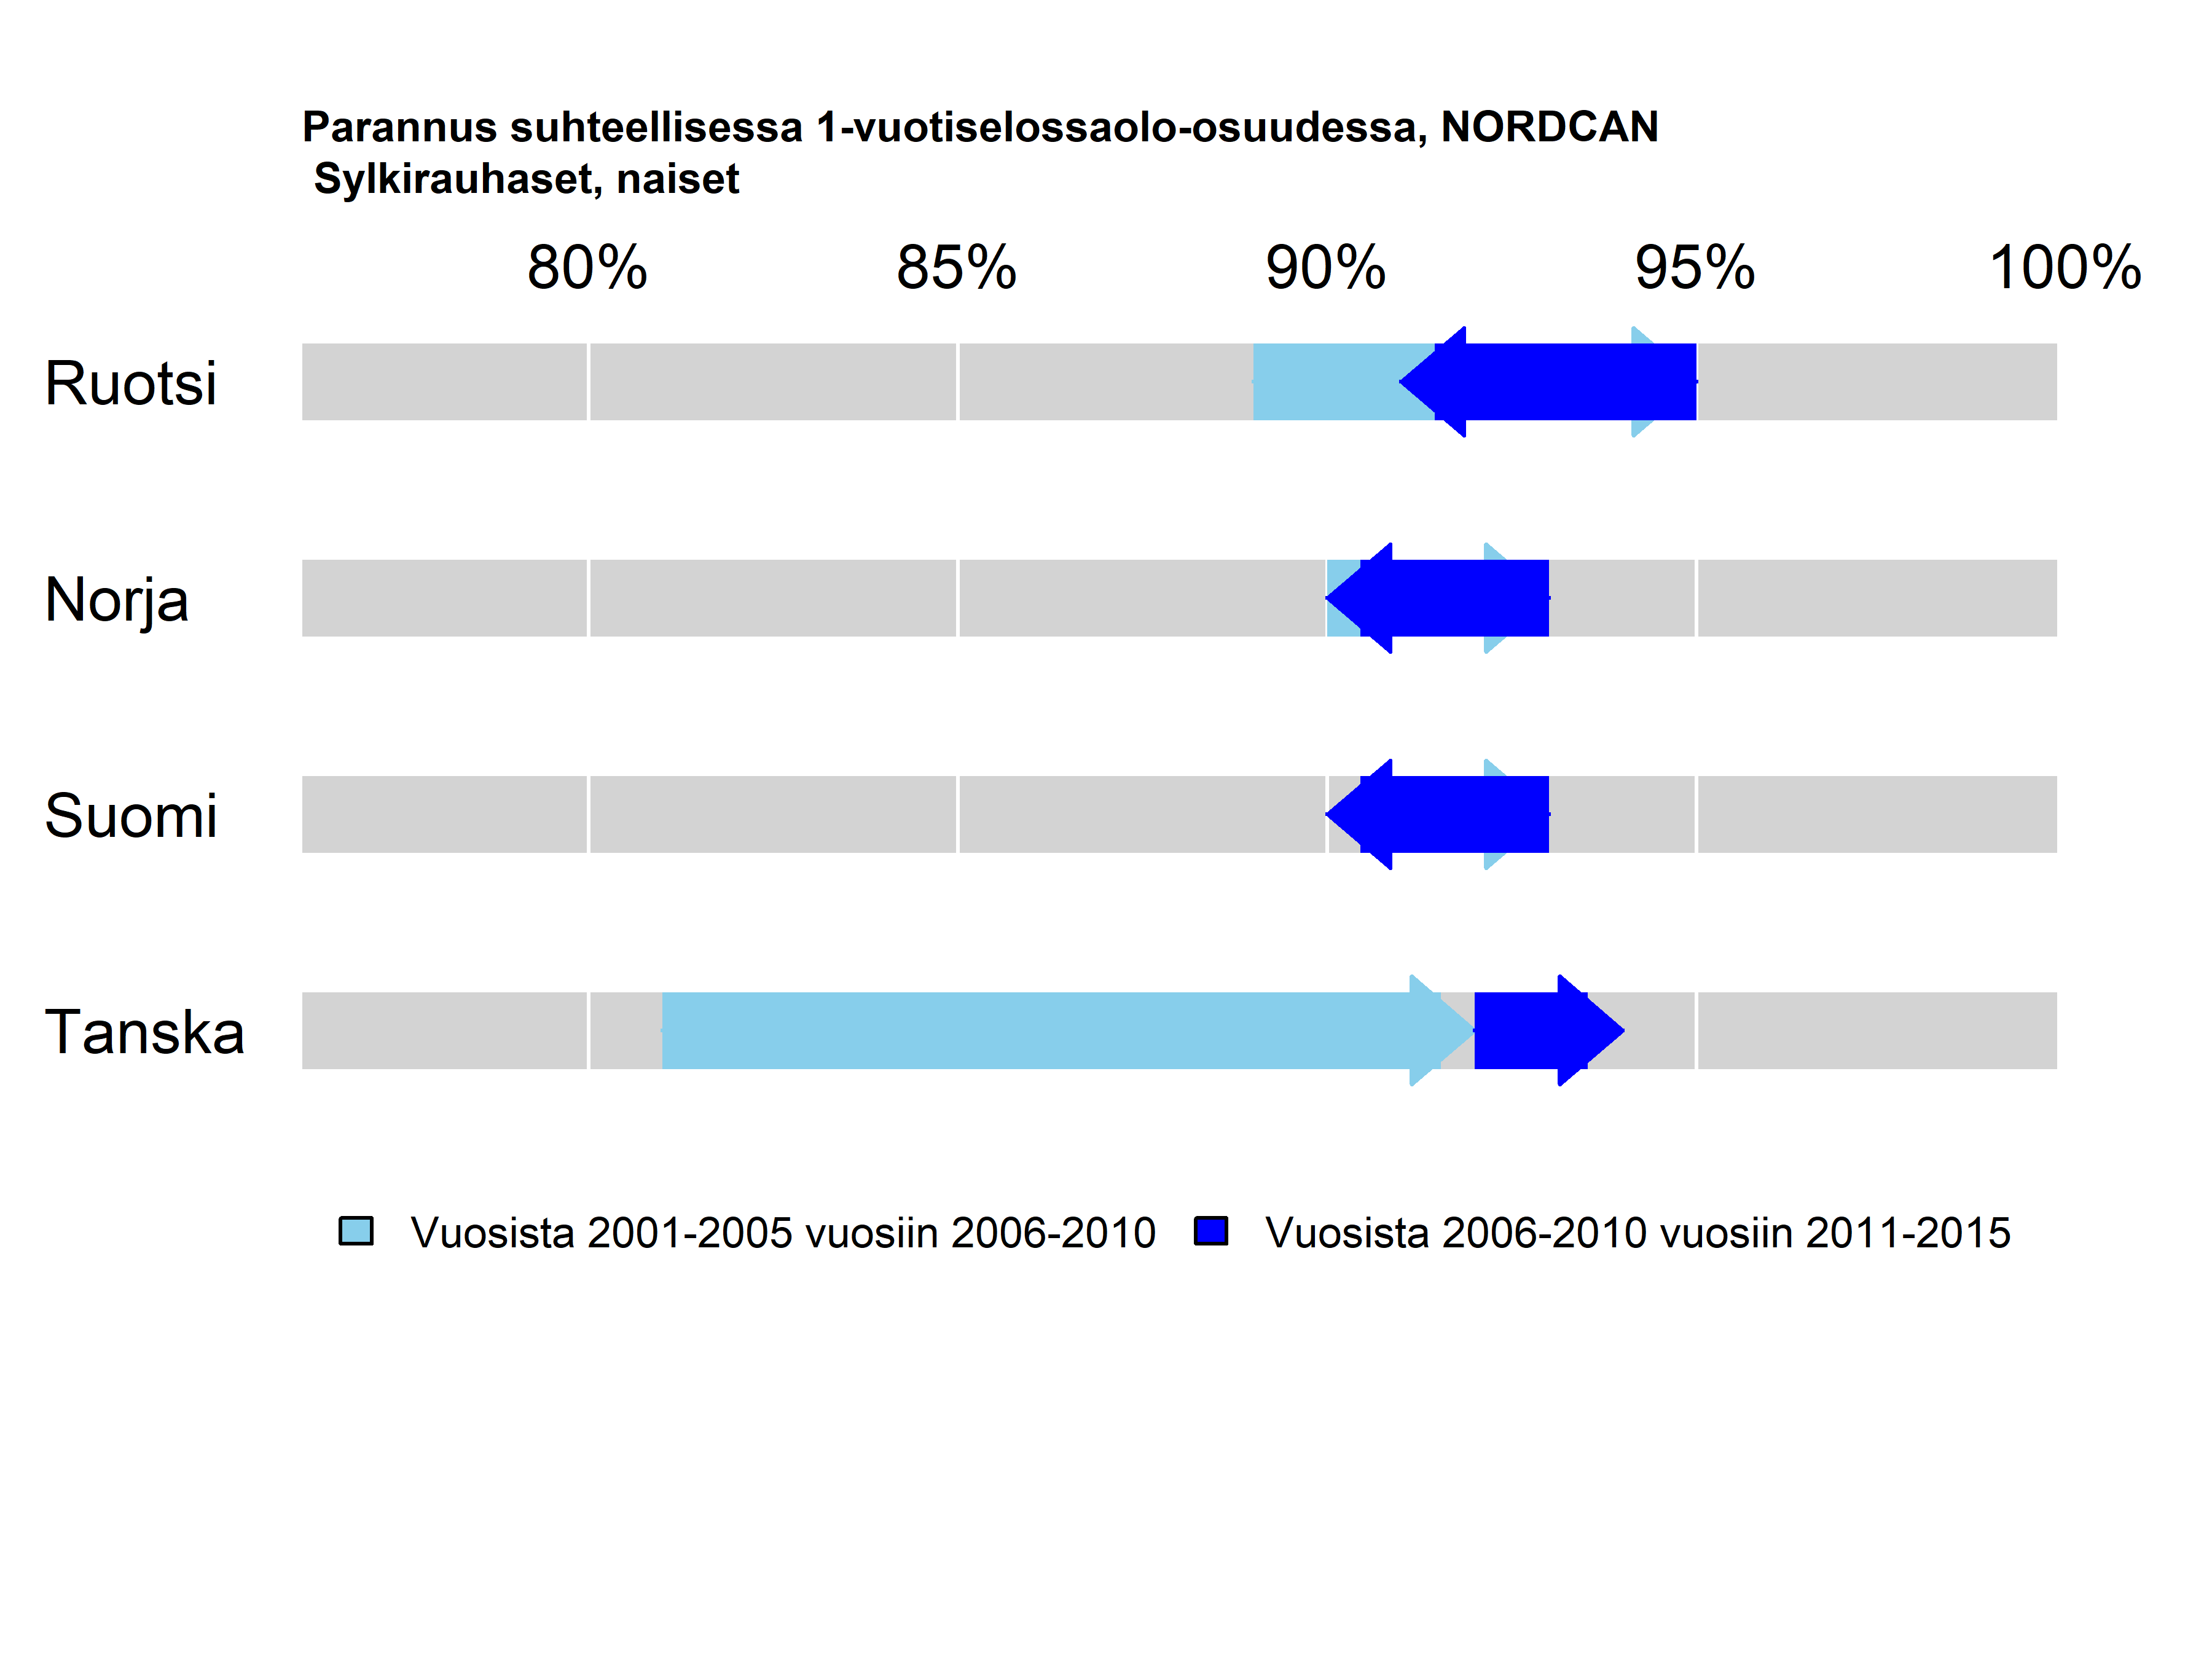 Parannus suhteellisessa 1-vuotiselossaolo-osuudessa, NORDCAN
Sylkirauhaset, naiset
80% 85% 90% 95% 100%
Ruotsi
Norja
Suomi
Tanska
Vuosista 2001-2005 vuosiin 2006-2010 Vuosista 2006-2010 vuosiin 2011-2015